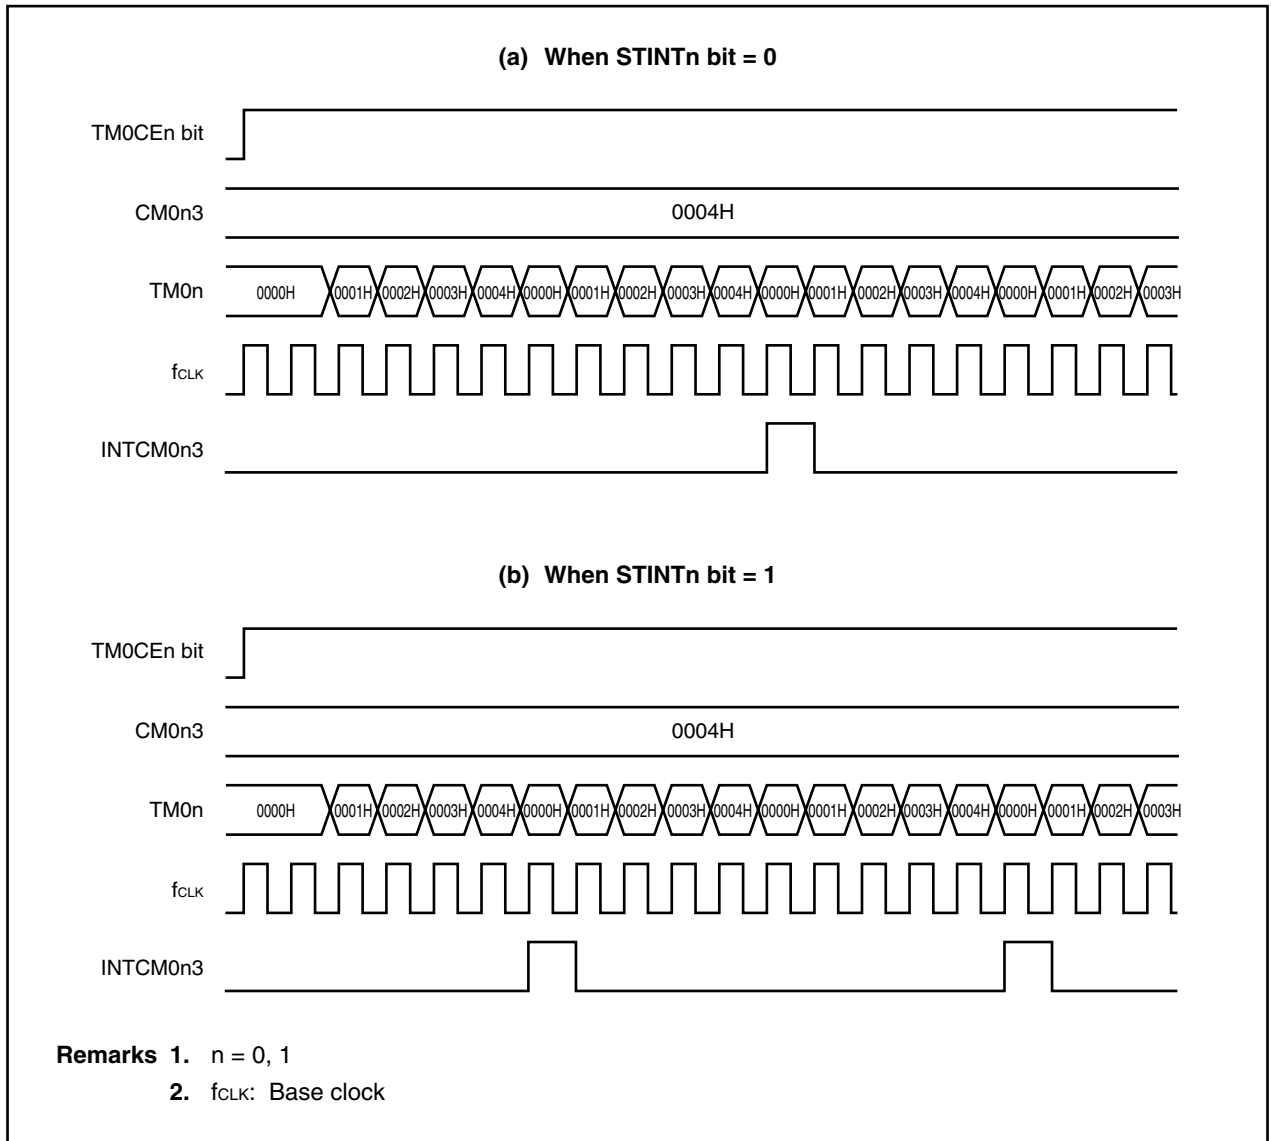 (a) When STINTn bit = 0
TM0CEn bit
CM0n3
0004H
TM0n
0000H 0001H 0002H 0003H 0004H 0000H 0001H 0002H 0003H 0004H 0000H 0001H 0002H 0003H 0004H 0000H 0001H 0002H 0003H
fCLK
INTCM0n3
(b) When STINTn bit = 1
TM0CEn bit
CM0n3
0004H
TM0n
0000H 0001H 0002H 0003H 0004H 0000H 0001H 0002H 0003H 0004H 0000H 0001H 0002H 0003H 0004H 0000H 0001H 0002H 0003H
fCLK
INTCM0n3
Remarks 1. n = 0, 1
2. fCLK: Base clock